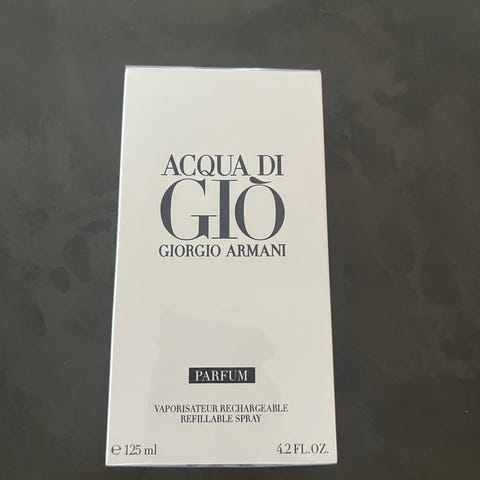 ACQUA DI
GIÒ
GIORGIO ARMANI
PARFUM
VAPORISATEUR RECHARGEABLE
REFILLABLE SPRAY
℮ 125 ml 4.2 FL.OZ.